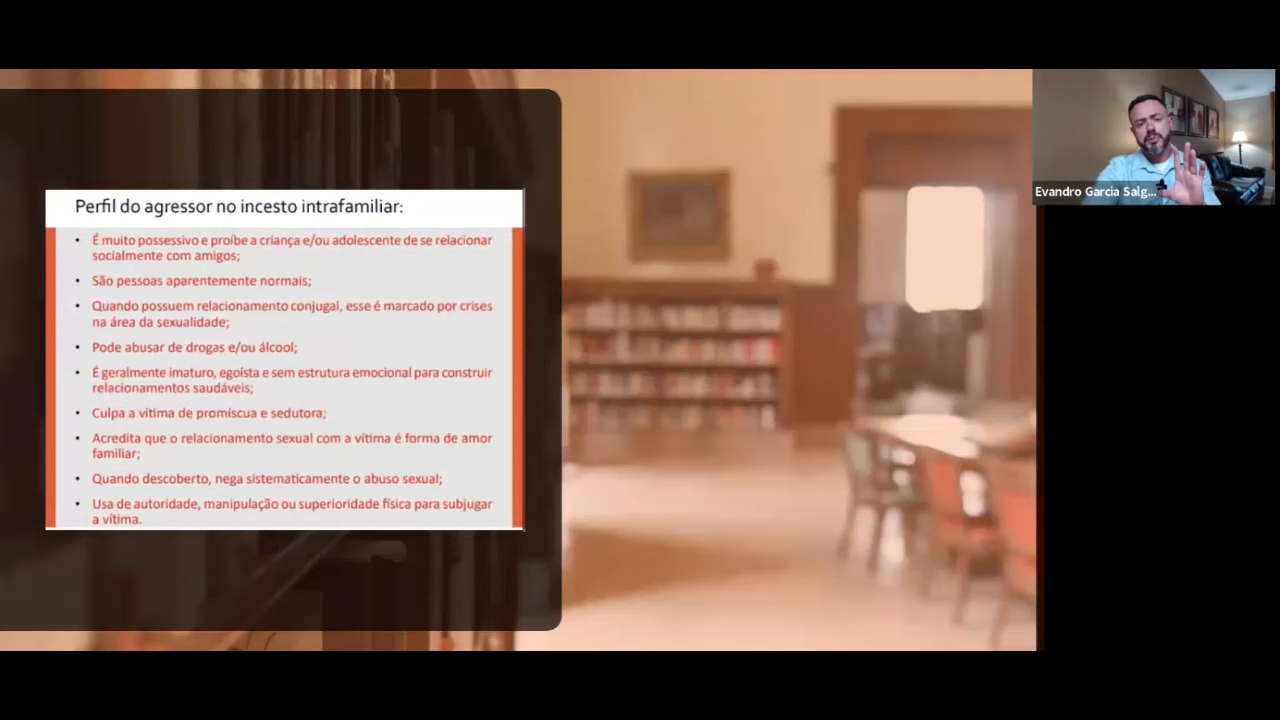 Perfil do agressor no incesto intrafamiliar:
• É muito possessivo e proíbe a criança e/ou adolescente de se relacionar
socialmente com amigos;
• São pessoas aparentemente normais;
• Quando possuem relacionamento conjugal, esse é marcado por crises
na área da sexualidade;
• Pode abusar de drogas e/ou álcool;
• É geralmente imaturo, egoísta e sem estrutura emocional para construir
relacionamentos saudáveis;
• Culpa a vítima de promíscua e sedutora;
• Acredita que o relacionamento sexual com a vítima é forma de amor
familiar;
• Quando descoberto, nega sistematicamente o abuso sexual;
• Usa de autoridade, manipulação ou superioridade física para subjugar
a vítima.
Evandro Garcia Salg...